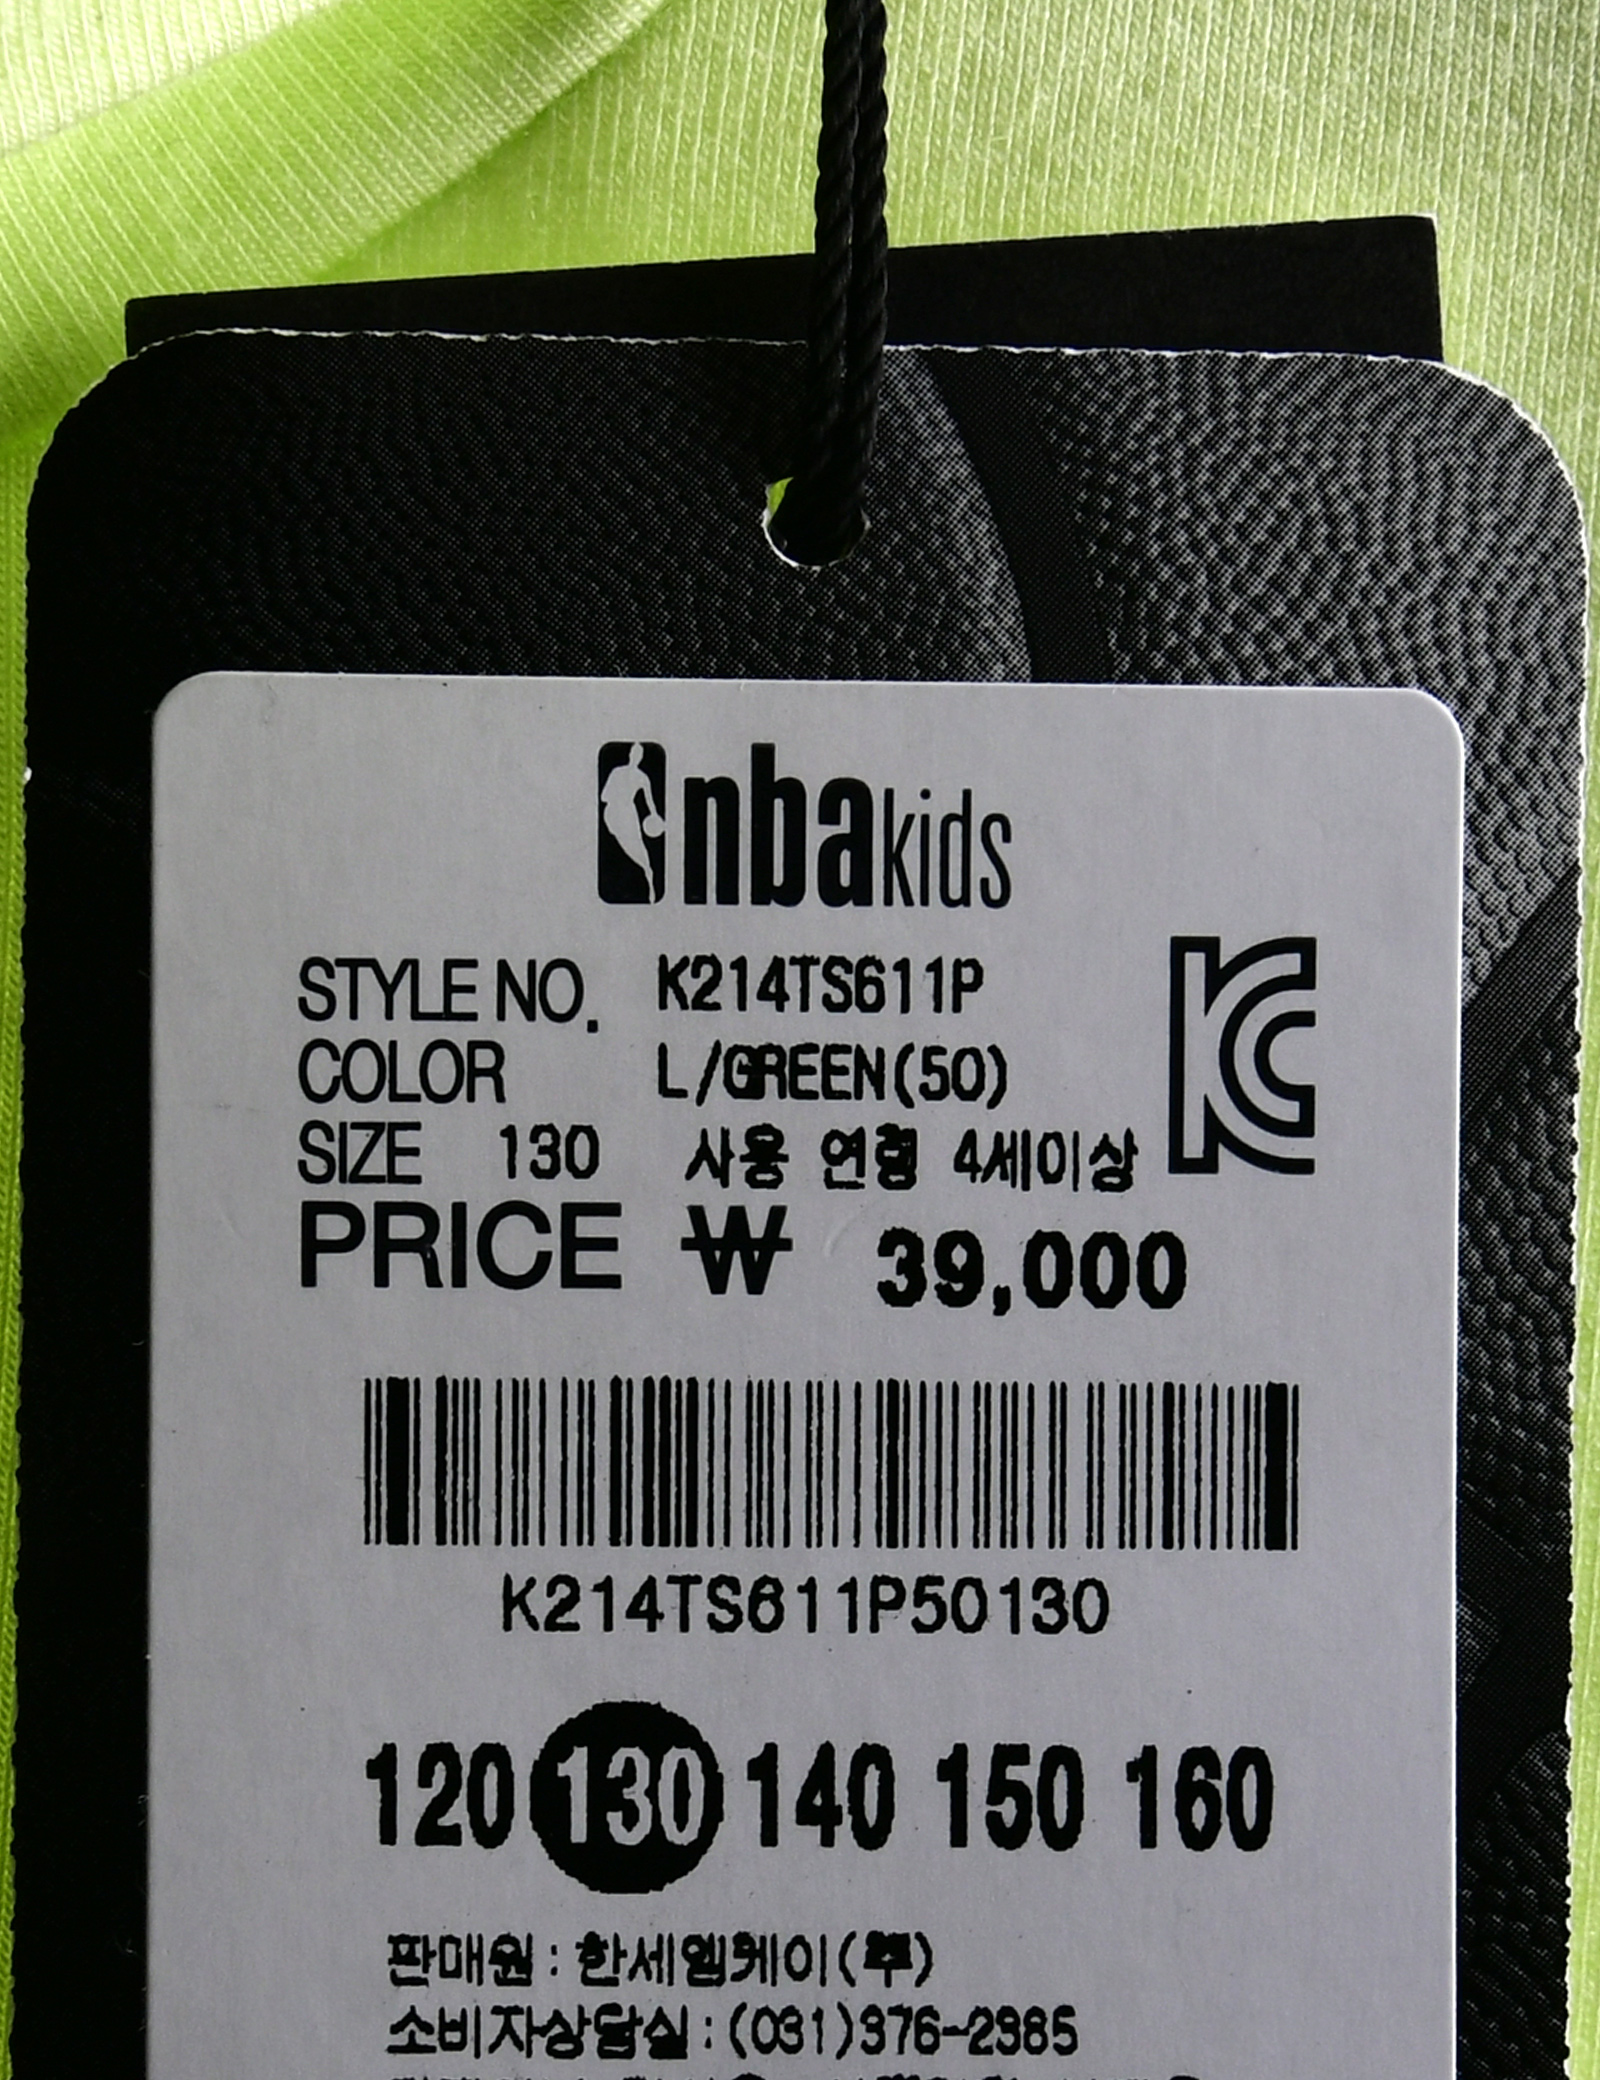 nbakids
STYLE NO. K214TS611P
COLOR L/GREEN(50)
SIZE 130 사용 연령 4세이상
PRICE ₩ 39,000
K214TS611P50130
120 130 140 150 160
판매원 : 한세엠케이(주)
소비자상담실 : (031)376-2385